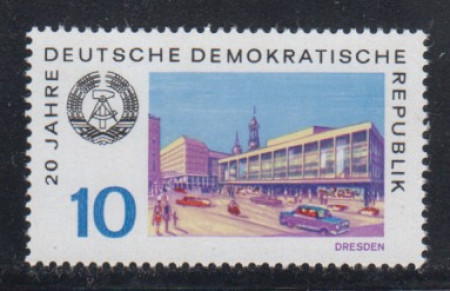 20 JAHRE
DEUTSCHE DEMOKRATISCHE
REPUBLIK
10
DRESDEN